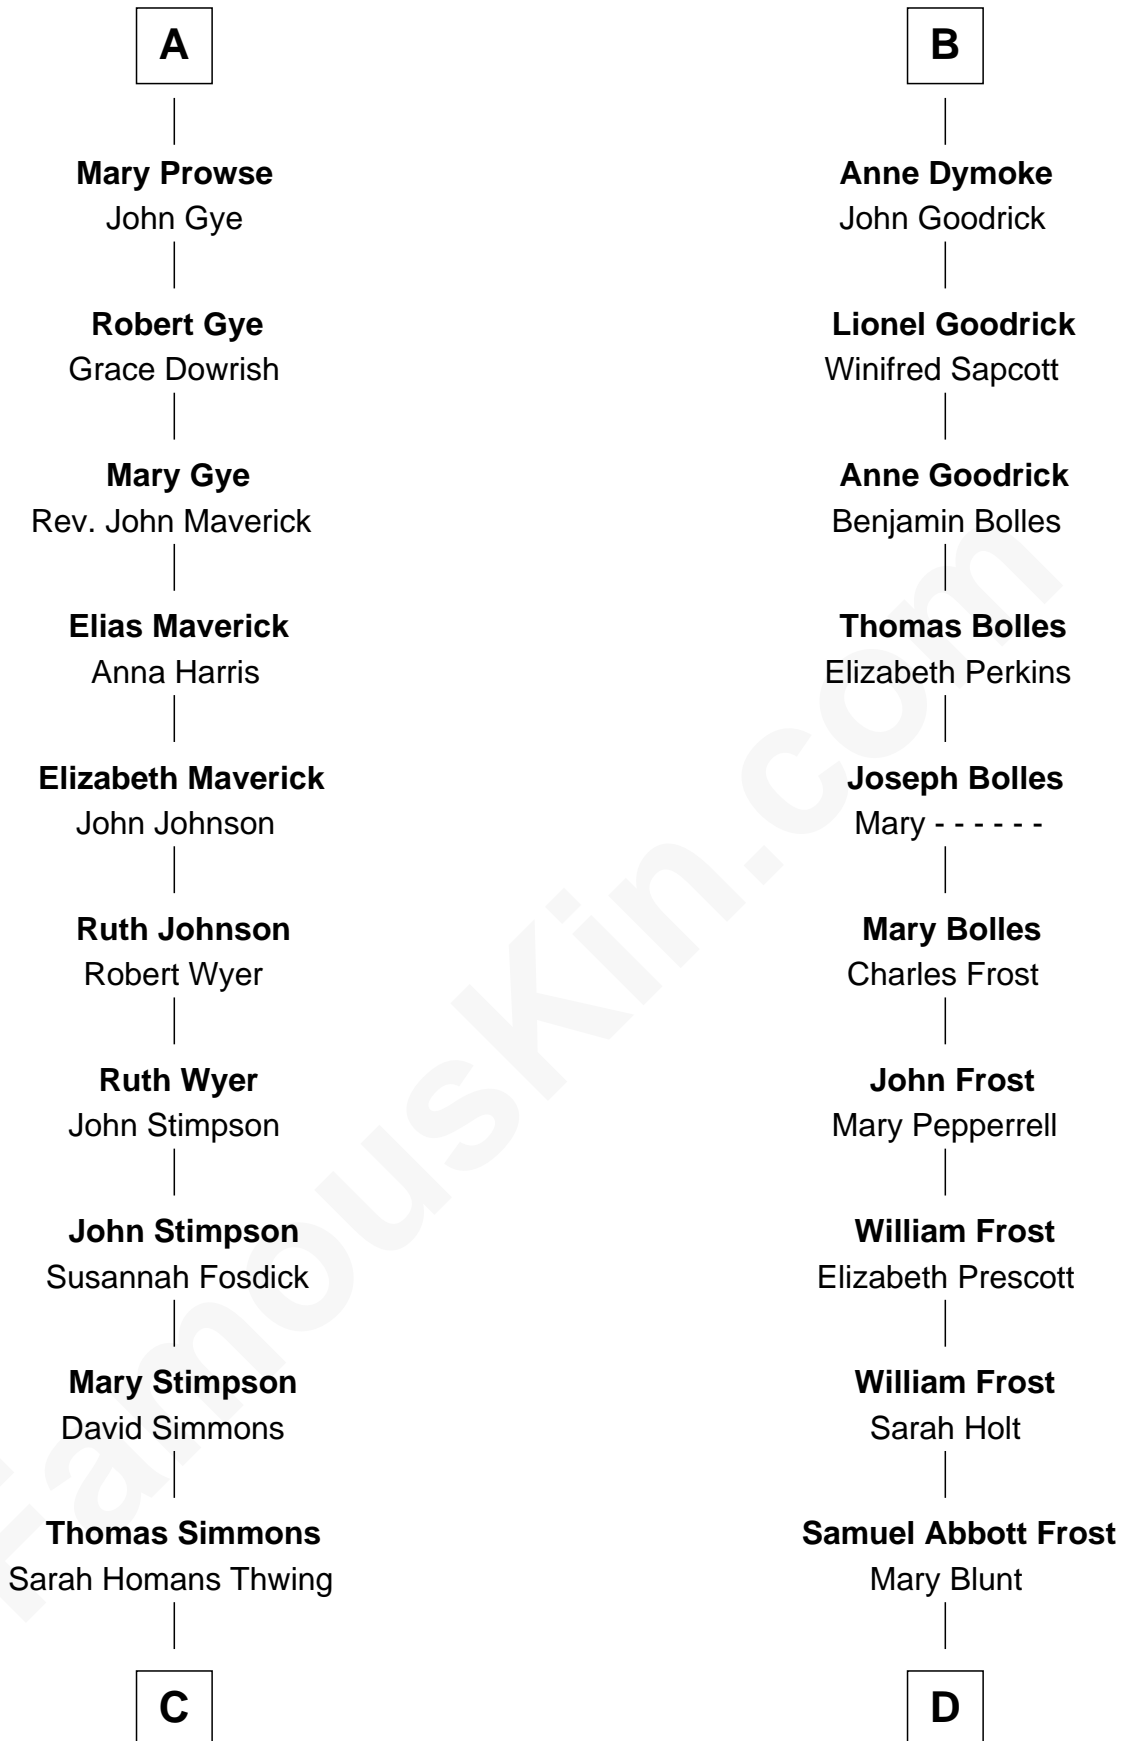 A
Mary Prowse
John Gye
Robert Gye
Grace Dowrish
Mary Gye
Rev. John Maverick
Elias Maverick
Anna Harris
Elizabeth Maverick
John Johnson
Ruth Johnson
Robert Wyer
Ruth Wyer
John Stimpson
John Stimpson
Susannah Fosdick
Mary Stimpson
David Simmons
Thomas Simmons
Sarah Homans Thwing
C
B
Anne Dymoke
John Goodrick
Lionel Goodrick
Winifred Sapcott
Anne Goodrick
Benjamin Bolles
Thomas Bolles
Elizabeth Perkins
Joseph Bolles
Mary - - - - - -
Mary Bolles
Charles Frost
John Frost
Mary Pepperrell
William Frost
Elizabeth Prescott
William Frost
Sarah Holt
Samuel Abbott Frost
Mary Blunt
D
FamousKin.com